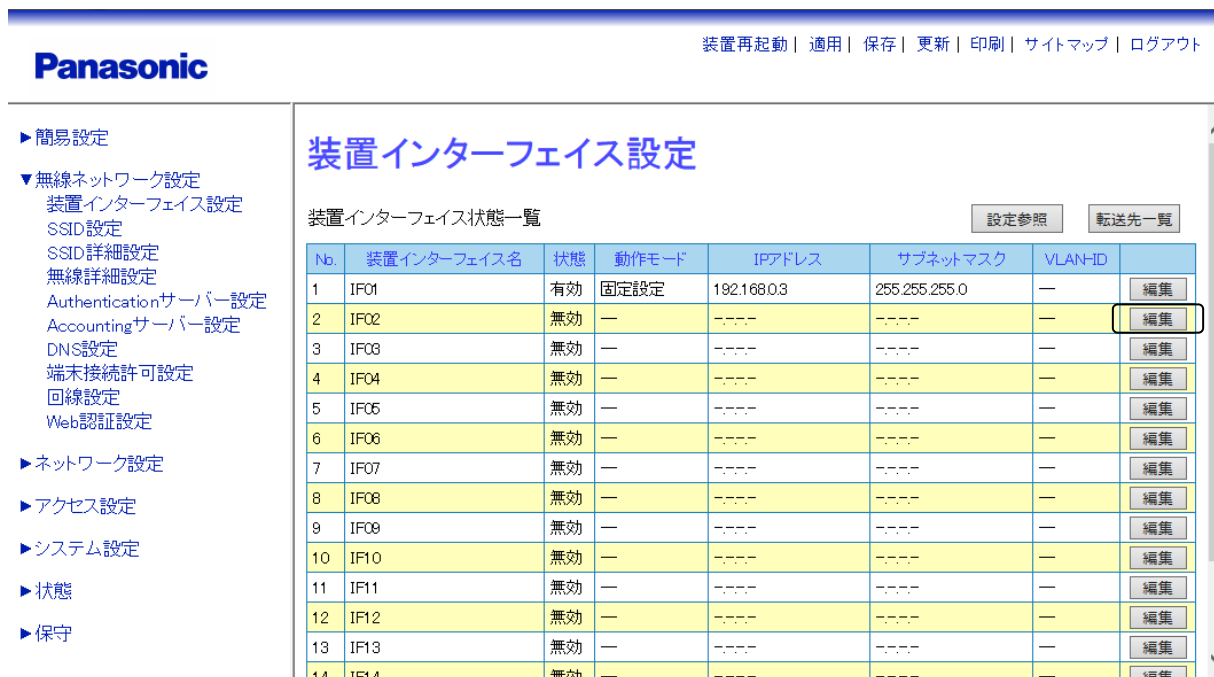 装置再起動| 適用| 保存| 更新| 印刷| サイトマップ | ログアウト
Panasonic
▶簡易設定
▼無線ネットワーク設定
装置インターフェイス設定
SSID設定
SSID詳細設定
無線詳細設定
Authenticationサーバー設定
Accountingサーバー設定
DNS設定
端末接続許可設定
回線設定
Web認証設定
▶ネットワーク設定
▶アクセス設定
▶システム設定
▶状態
▶保守
装置インターフェイス設定
装置インターフェイス状態一覧 設定参照 転送先一覧
No. 装置インターフェイス名 状態 動作モード IPアドレス サブネットマスク VLAN-ID
1 IF01 有効 固定設定 192.168.0.3 255.255.255.0 — 編集
2 IF02 無効 — -.-.-.- -.-.-.- — 編集
3 IF03 無効 — -.-.-.- -.-.-.- — 編集
4 IF04 無効 — -.-.-.- -.-.-.- — 編集
5 IF05 無効 — -.-.-.- -.-.-.- — 編集
6 IF06 無効 — -.-.-.- -.-.-.- — 編集
7 IF07 無効 — -.-.-.- -.-.-.- — 編集
8 IF08 無効 — -.-.-.- -.-.-.- — 編集
9 IF09 無効 — -.-.-.- -.-.-.- — 編集
10 IF10 無効 — -.-.-.- -.-.-.- — 編集
11 IF11 無効 — -.-.-.- -.-.-.- — 編集
12 IF12 無効 — -.-.-.- -.-.-.- — 編集
13 IF13 無効 — -.-.-.- -.-.-.- — 編集
14 IF14 無効 — -.-.-.- -.-.-.- — 編集